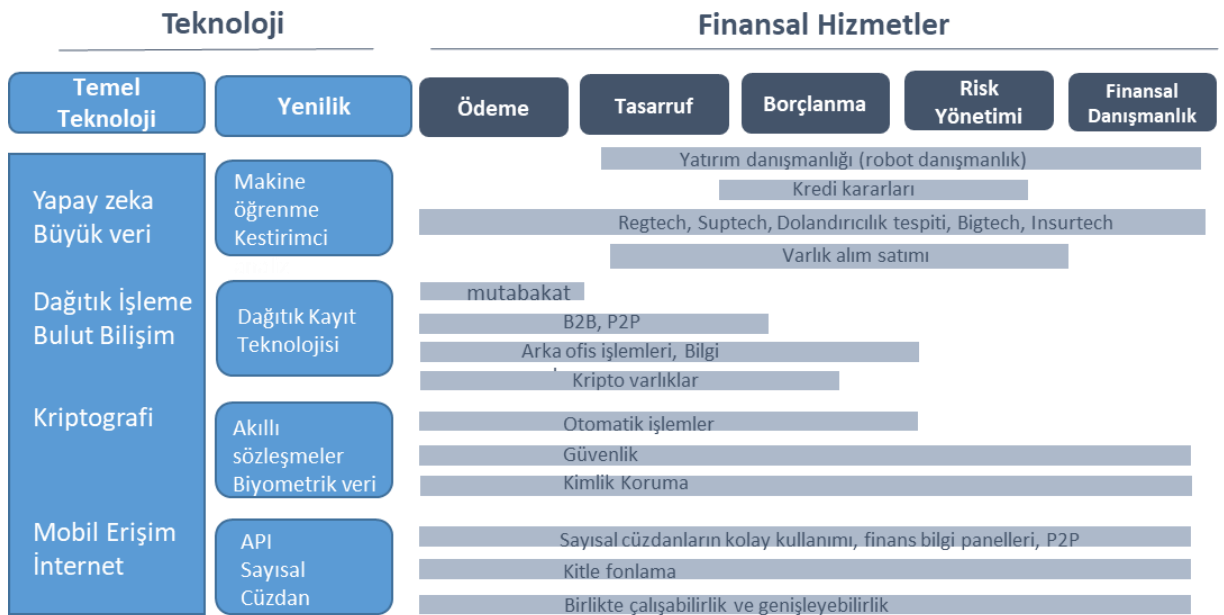 Teknoloji
Finansal Hizmetler
Temel
Teknoloji
Yenilik
Ödeme
Tasarruf
Borçlanma
Risk
Yönetimi
Finansal
Danışmanlık
Yapay zeka
Büyük veri
Makine
öğrenme
Kestirimci
Yatırım danışmanlığı (robot danışmanlık)
Kredi kararları
Regtech, Suptech, Dolandırıcılık tespiti, Bigtech, Insurtech
Varlık alım satımı
Dağıtık İşleme
Bulut Bilişim
Dağıtık Kayıt
Teknolojisi
mutabakat
B2B, P2P
Arka ofis işlemleri, Bilgi
Kripto varlıklar
Kriptografi
Akıllı
sözleşmeler
Biyometrik veri
Otomatik işlemler
Güvenlik
Kimlik Koruma
Mobil Erişim
İnternet
API
Sayısal
Cüzdan
Sayısal cüzdanların kolay kullanımı, finans bilgi panelleri, P2P
Kitle fonlama
Birlikte çalışabilirlik ve genişleyebilirlik